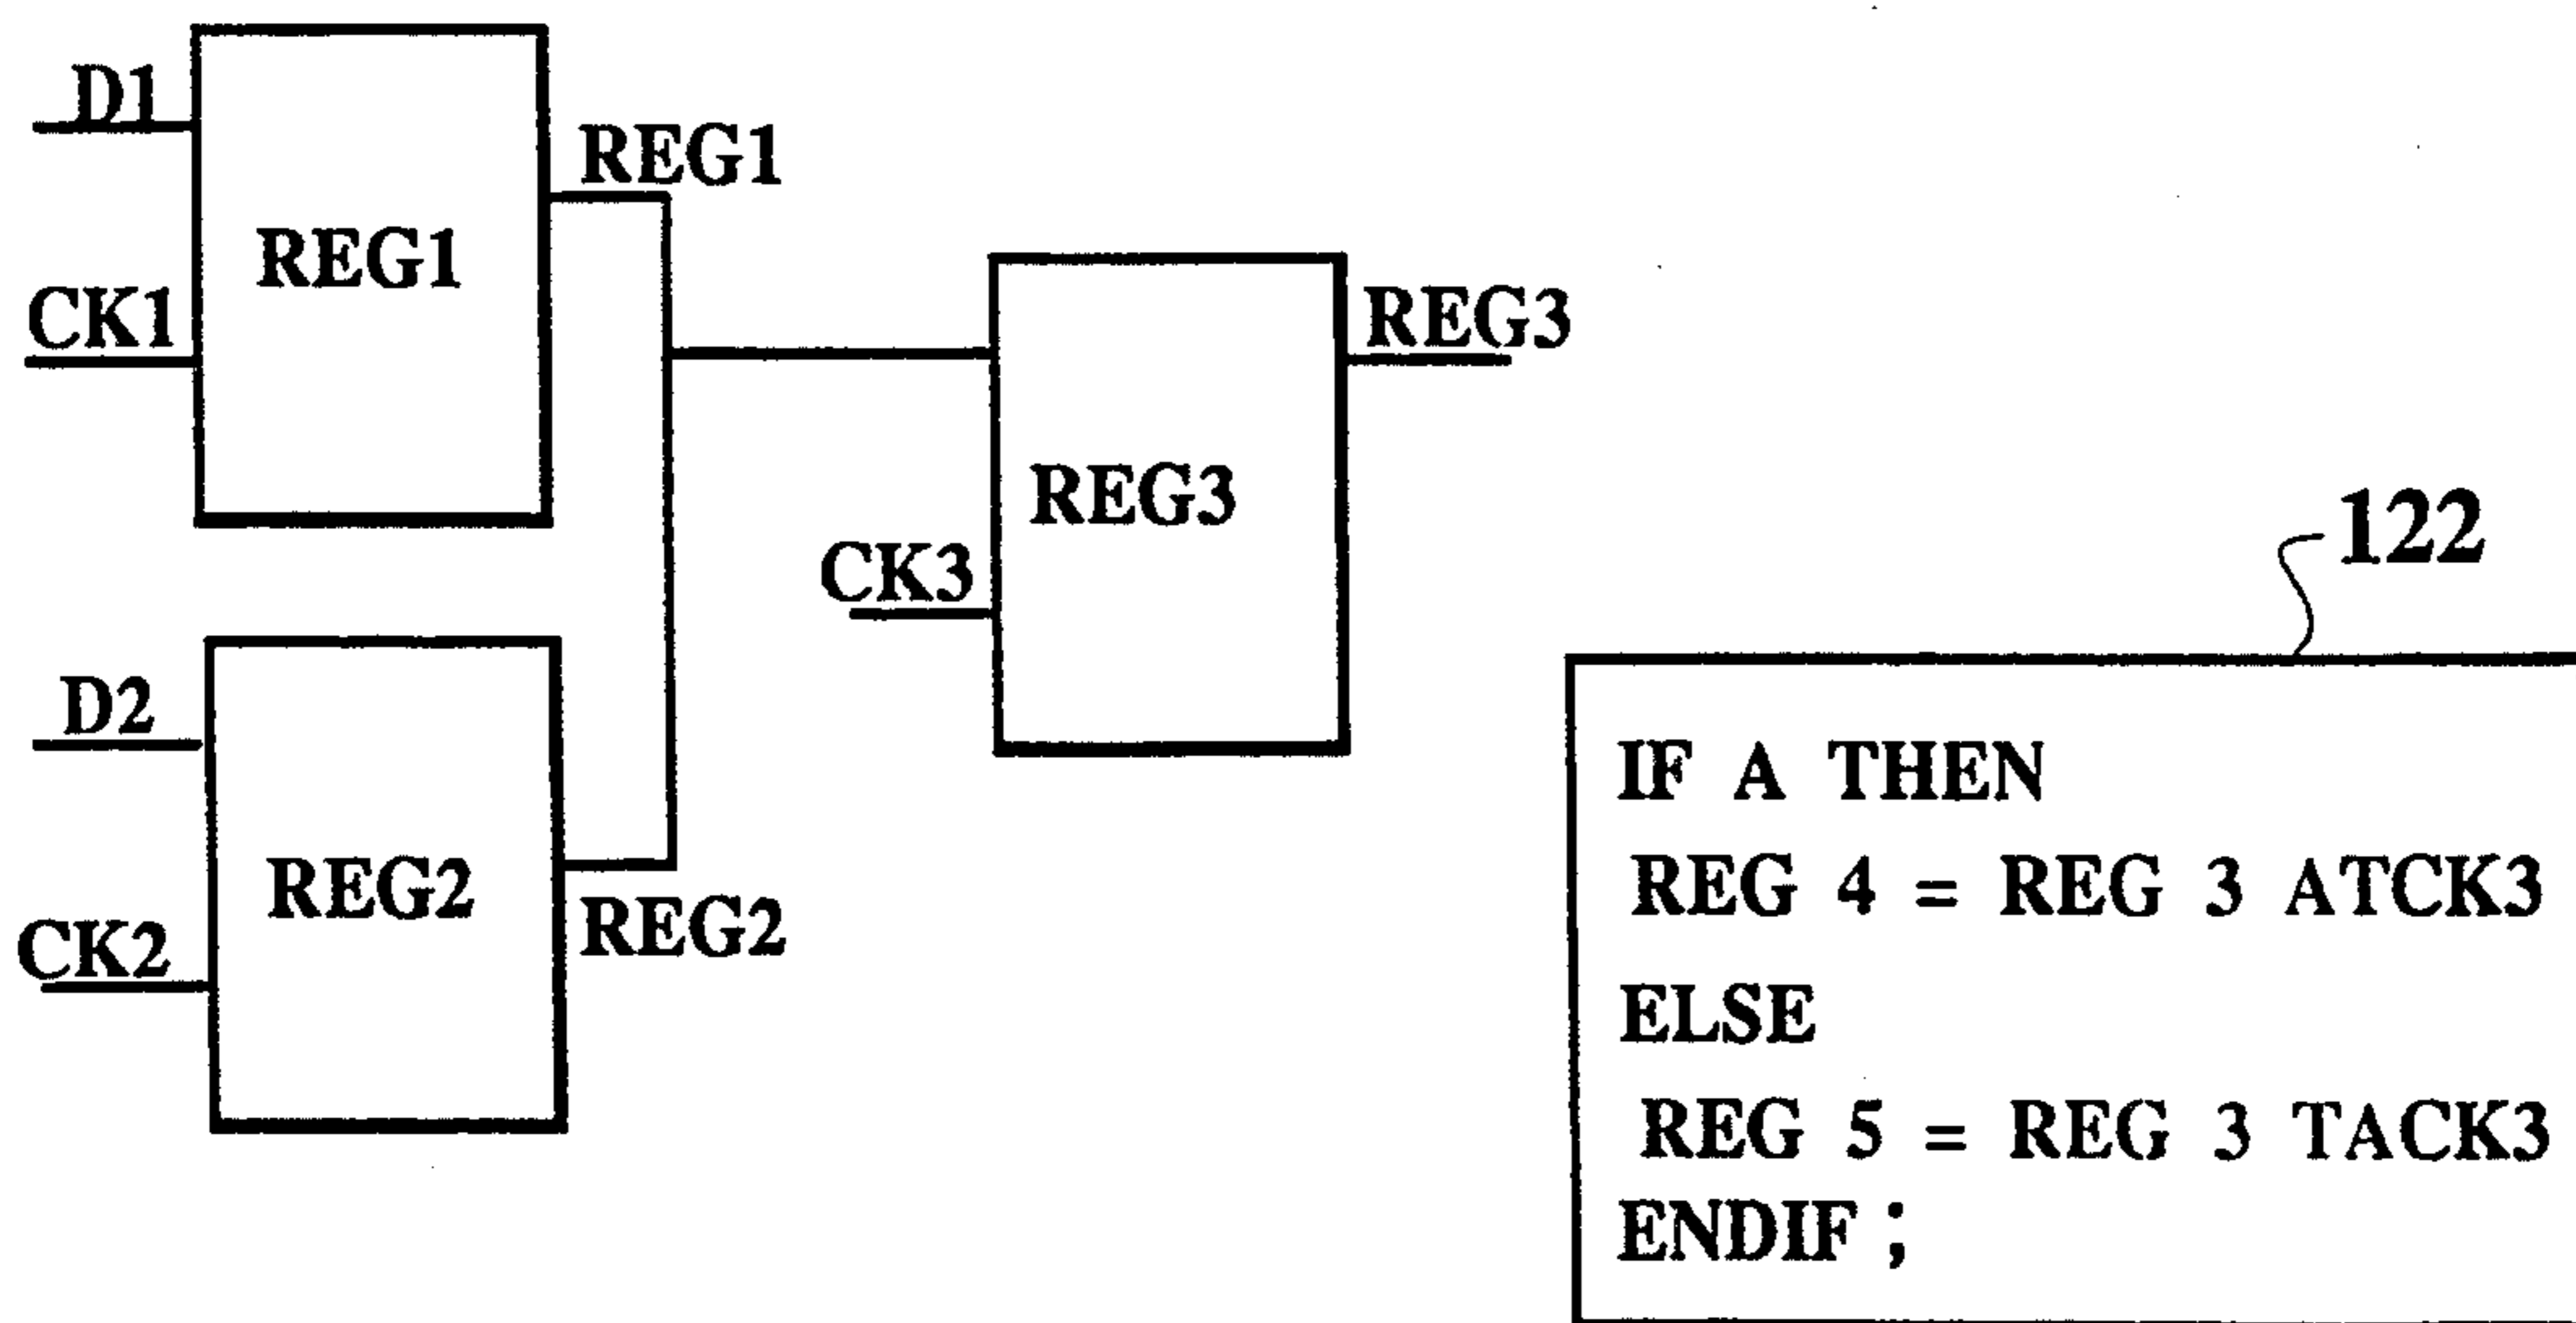 D1
REG1
REG1
CK1
REG3
REG3
CK3
D2
REG2
REG2
CK2
122
IF A THEN
REG 4 = REG 3 ATCK3
ELSE
REG 5 = REG 3 TACK3
ENDIF ;